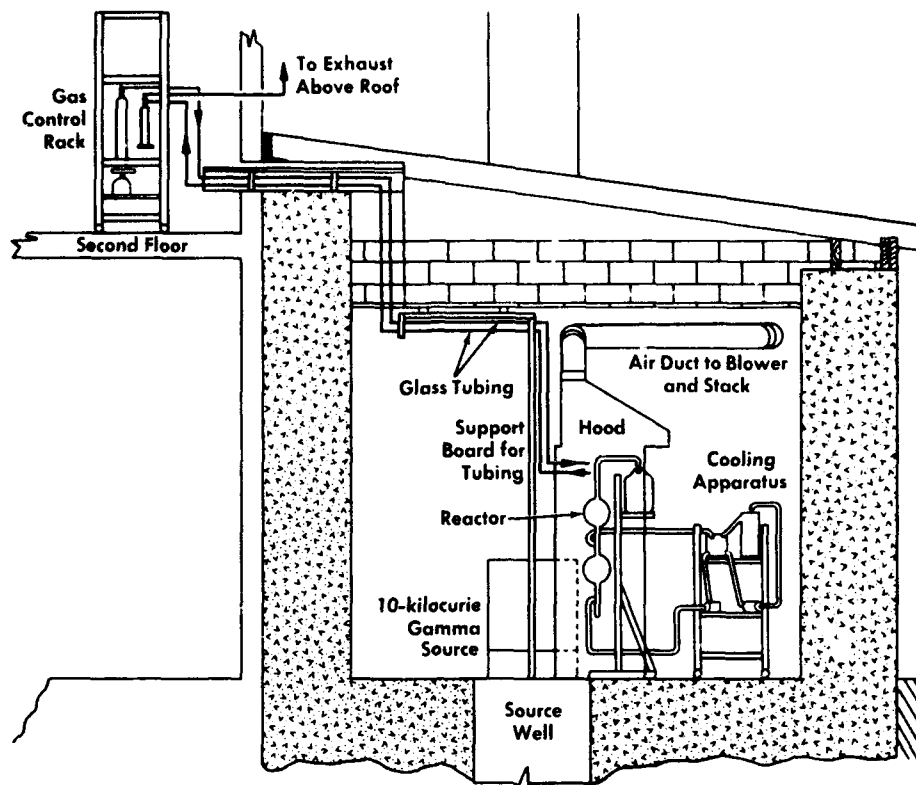 To Exhaust
Above Roof
Gas
Control
Rack
Second Floor
Glass Tubing
Air Duct to Blower
and Stack
Support
Board for
Tubing
Hood
Cooling
Apparatus
Reactor
10-kilocurie
Gamma
Source
Source
Well